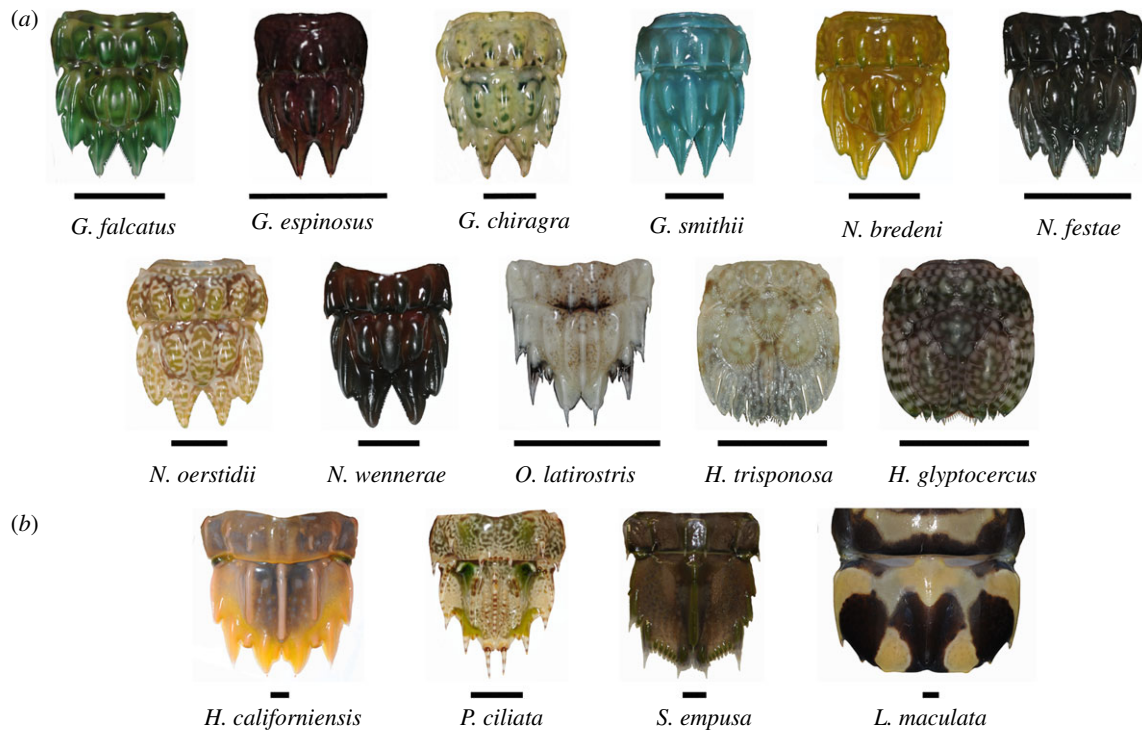 (a)
G. falcatus G. espinosus G. chiragra G. smithii N. bredeni N. festae
N. oerstidii N. wennerae O. latirostris H. trisponosa H. glyptocercus
(b)
H. californiensis P. ciliata S. empusa L. maculata